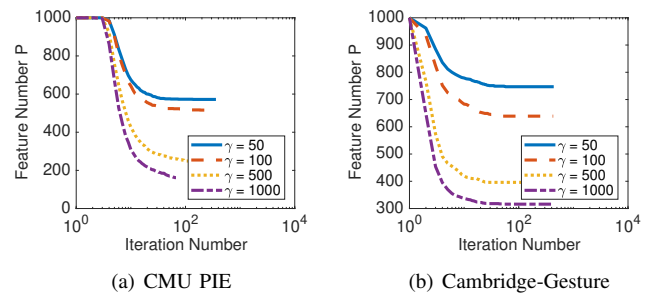 1000
800
600
400
200
0
Feature Number P
γ = 50
γ = 100
γ = 500
γ = 1000
10^0 10^2 10^4
Iteration Number
(a) CMU PIE
1000
900
800
700
600
500
400
300
Feature Number P
γ = 50
γ = 100
γ = 500
γ = 1000
10^0 10^2 10^4
Iteration Number
(b) Cambridge-Gesture